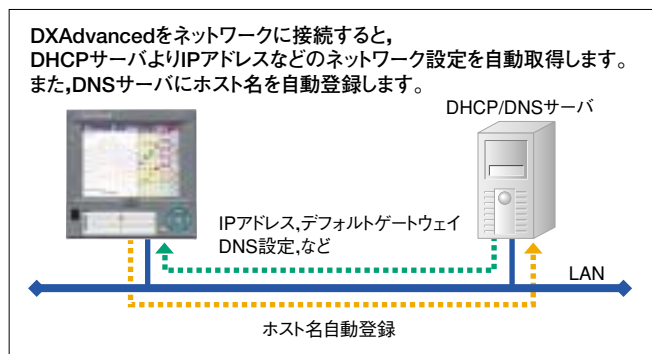 DXAdvancedをネットワークに接続すると,
DHCPサーバよりIPアドレスなどのネットワーク設定を自動取得します。
また,DNSサーバにホスト名を自動登録します。
DHCP/DNSサーバ
IPアドレス,デフォルトゲートウェイ
DNS設定,など
LAN
ホスト名自動登録